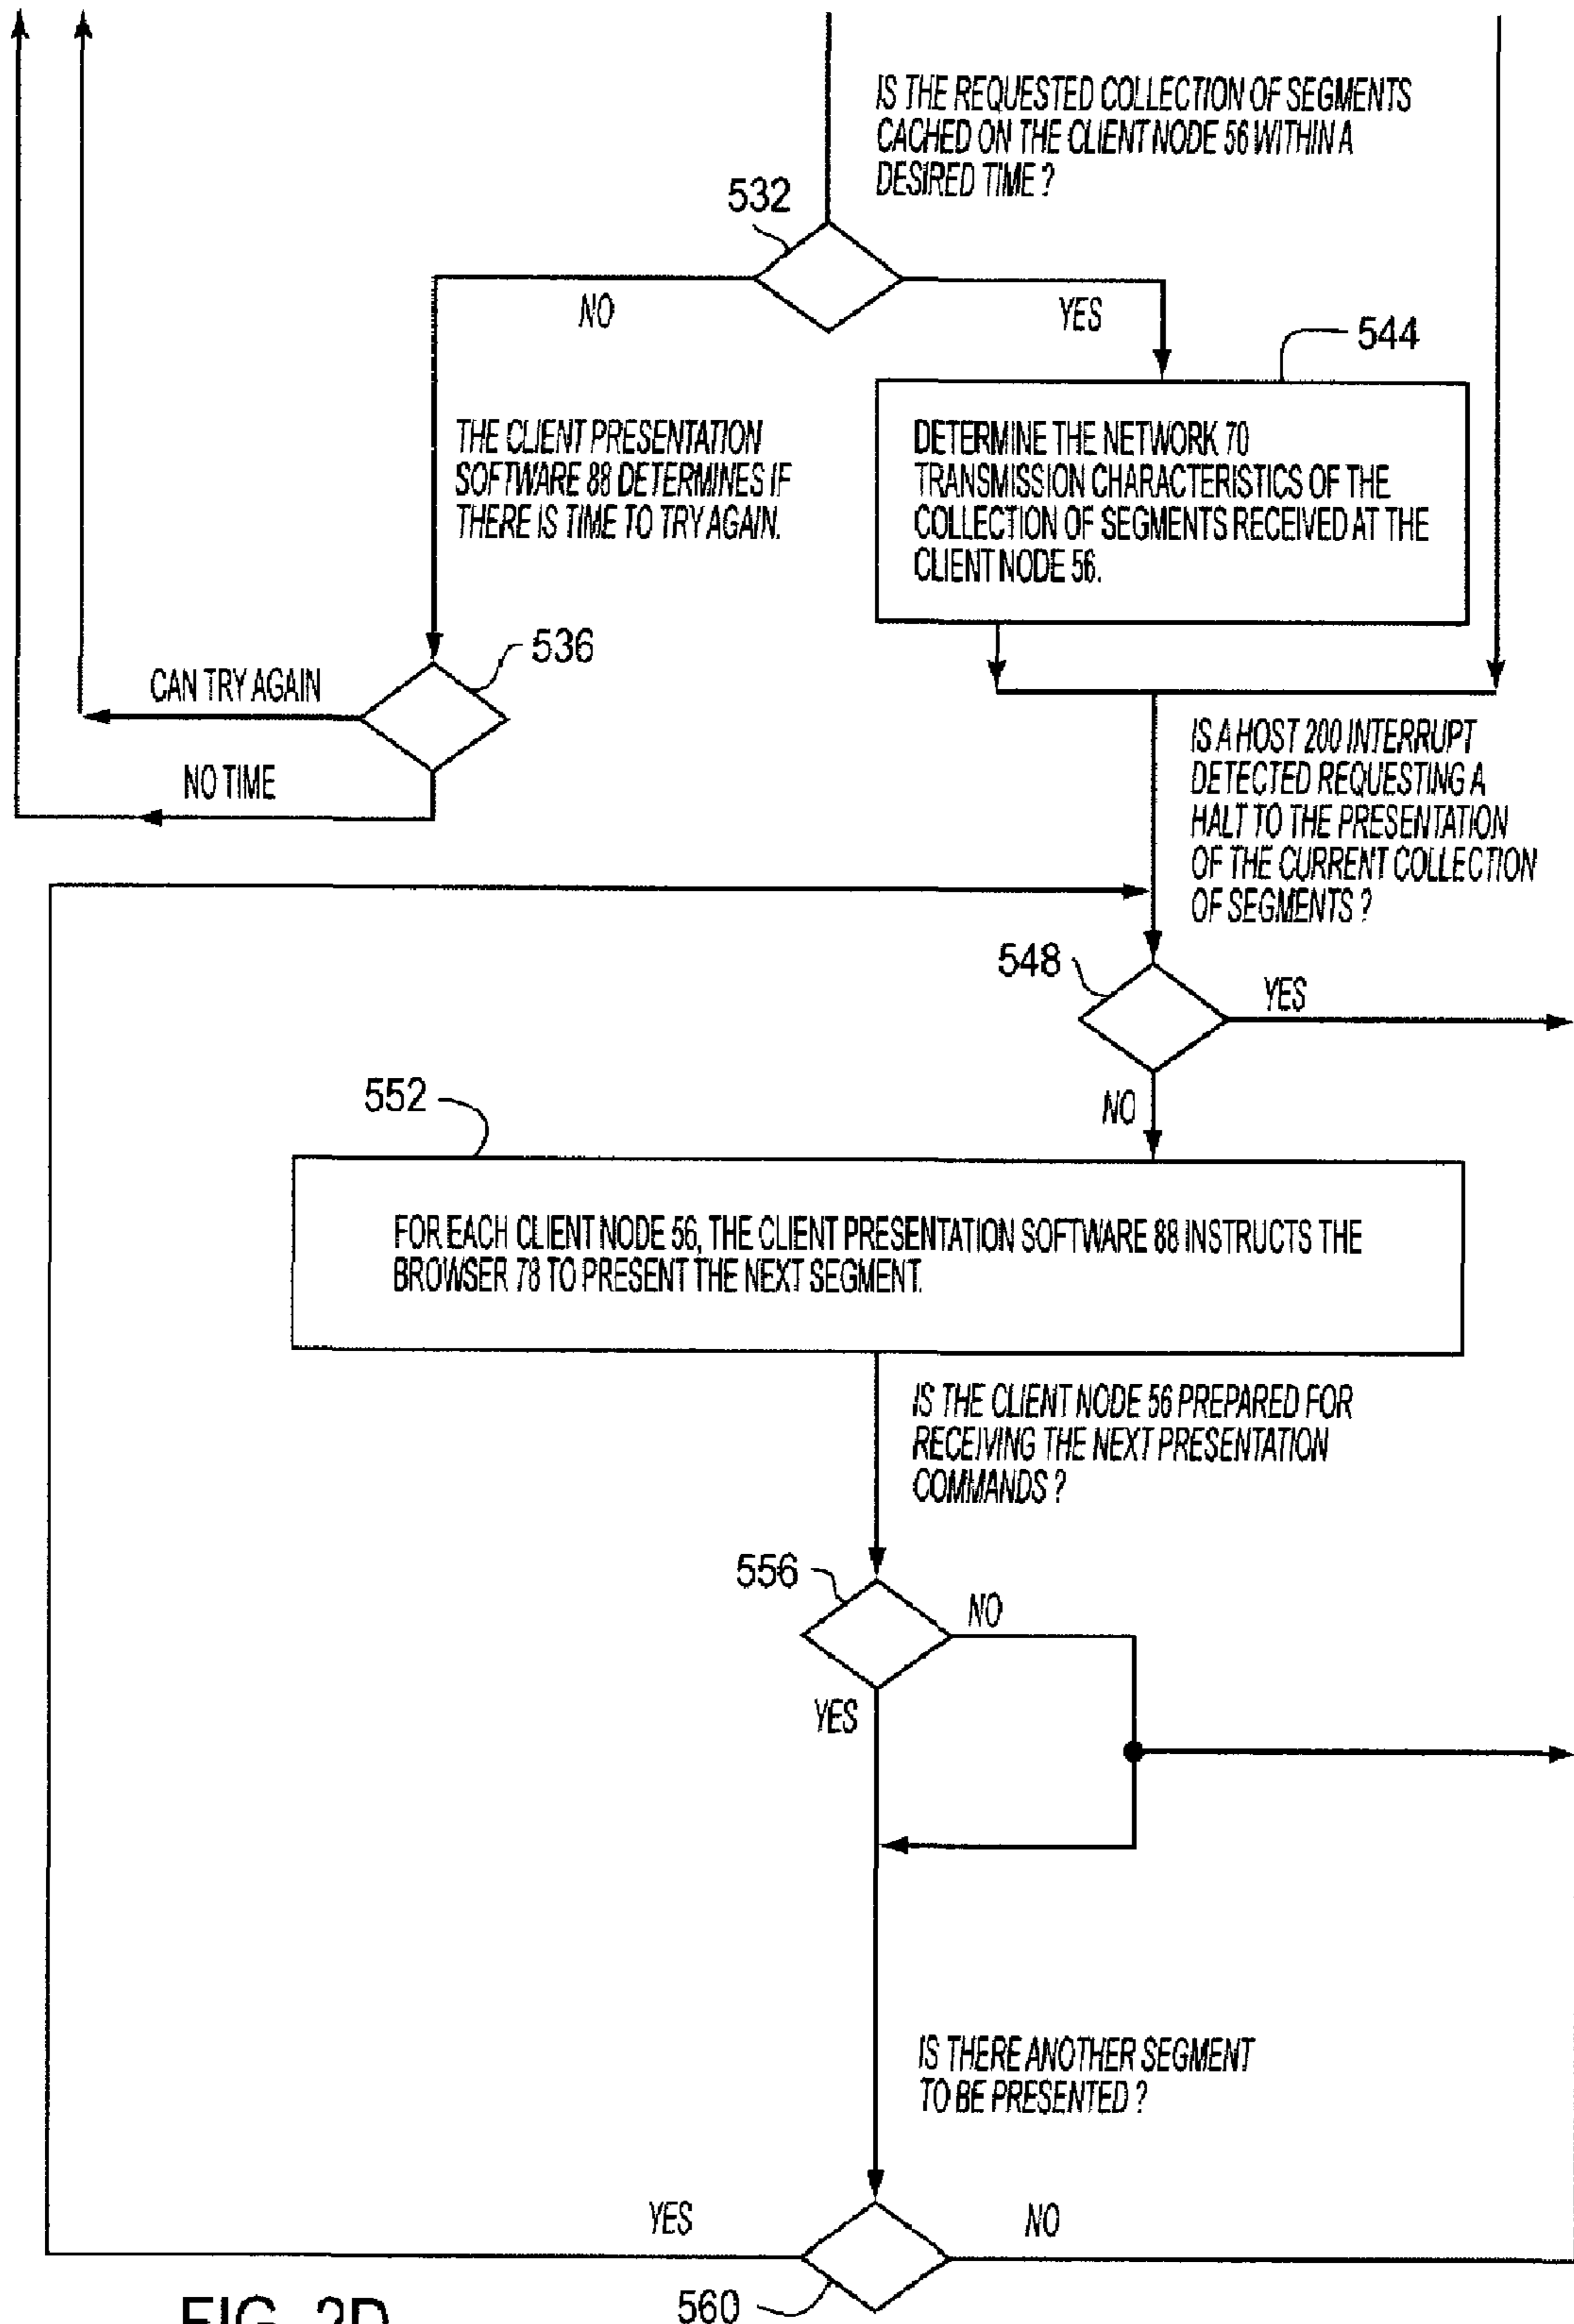 IS THE REQUESTED COLLECTION OF SEGMENTS
CACHED ON THE CLIENT NODE 56 WITHIN A
DESIRED TIME ?
532
NO
YES
544
THE CLIENT PRESENTATION
SOFTWARE 88 DETERMINES IF
THERE IS TIME TO TRY AGAIN.
DETERMINE THE NETWORK 70
TRANSMISSION CHARACTERISTICS OF THE
COLLECTION OF SEGMENTS RECEIVED AT THE
CLIENT NODE 56.
536
CAN TRY AGAIN
NO TIME
IS A HOST 200 INTERRUPT
DETECTED REQUESTING A
HALT TO THE PRESENTATION
OF THE CURRENT COLLECTION
OF SEGMENTS ?
548
YES
NO
552
FOR EACH CLIENT NODE 56, THE CLIENT PRESENTATION SOFTWARE 88 INSTRUCTS THE
BROWSER 78 TO PRESENT THE NEXT SEGMENT.
IS THE CLIENT NODE 56 PREPARED FOR
RECEIVING THE NEXT PRESENTATION
COMMANDS ?
556
NO
YES
IS THERE ANOTHER SEGMENT
TO BE PRESENTED ?
YES
NO
560
FIG. 2D